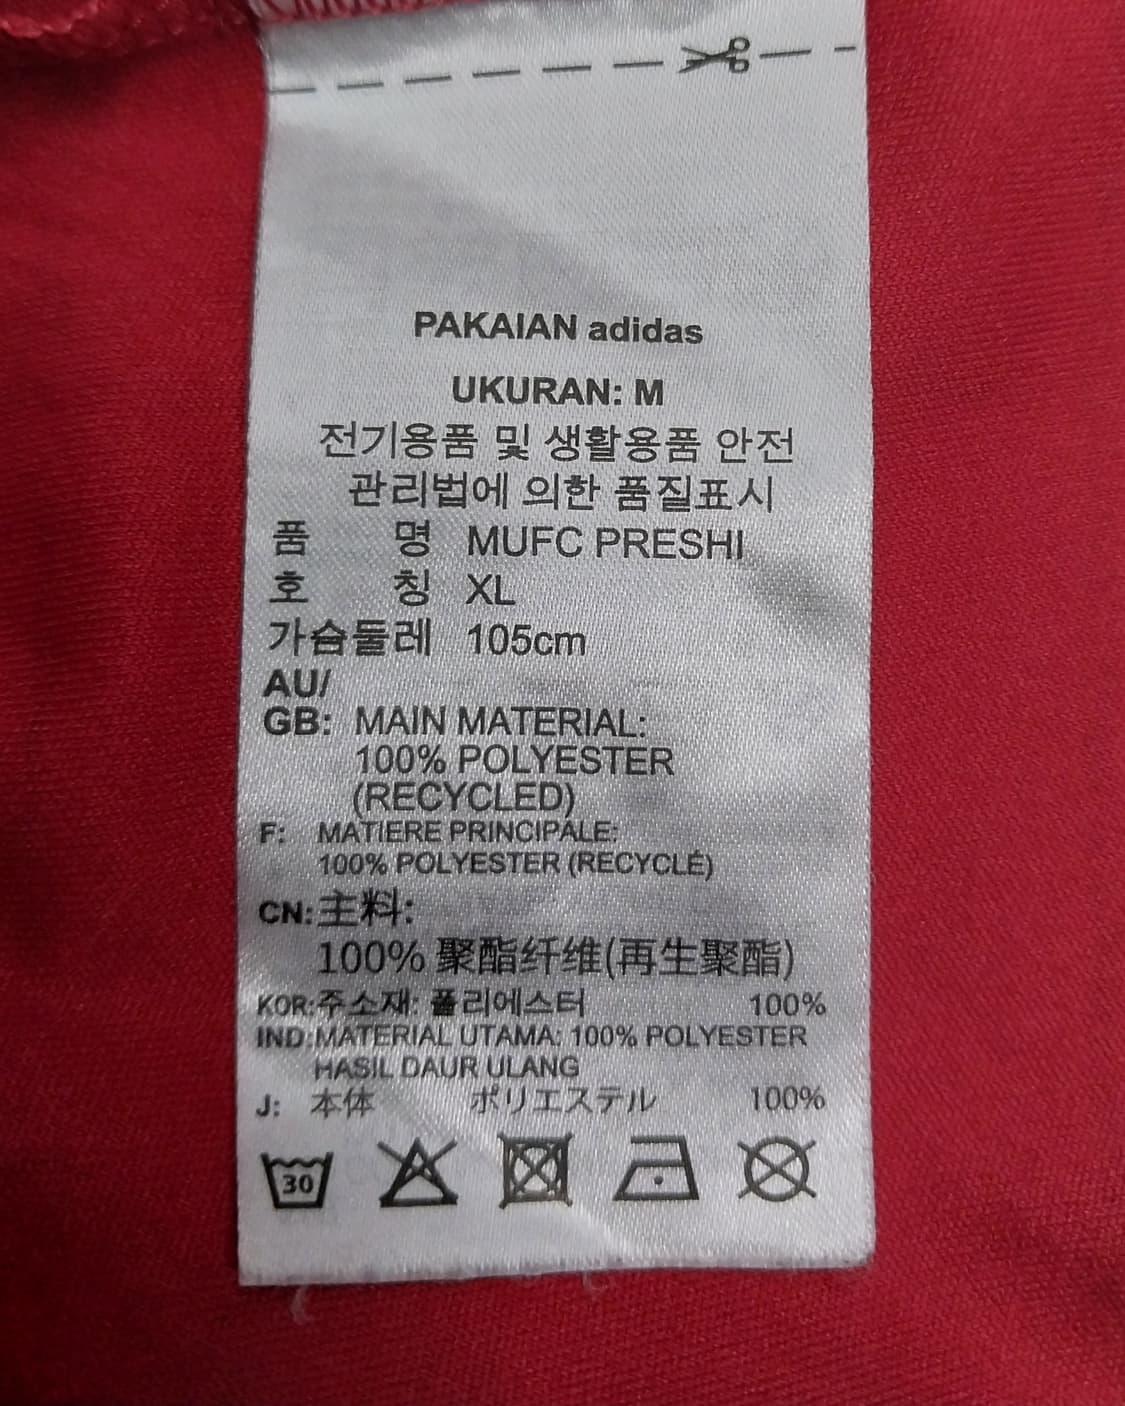 PAKAIAN adidas
UKURAN: M
전기용품 및 생활용품 안전
관리법에 의한 품질표시
품 명 MUFC PRESHI
호 칭 XL
가슴둘레 105cm
AU/
GB: MAIN MATERIAL:
100% POLYESTER
(RECYCLED)
F: MATIERE PRINCIPALE:
100% POLYESTER (RECYCLÉ)
CN: 主料:
100% 聚酯纤维(再生聚酯)
KOR:주소재: 폴리에스터 100%
IND:MATERIAL UTAMA: 100% POLYESTER
HASIL DAUR ULANG
J: 本体 ポリエステル 100%
30